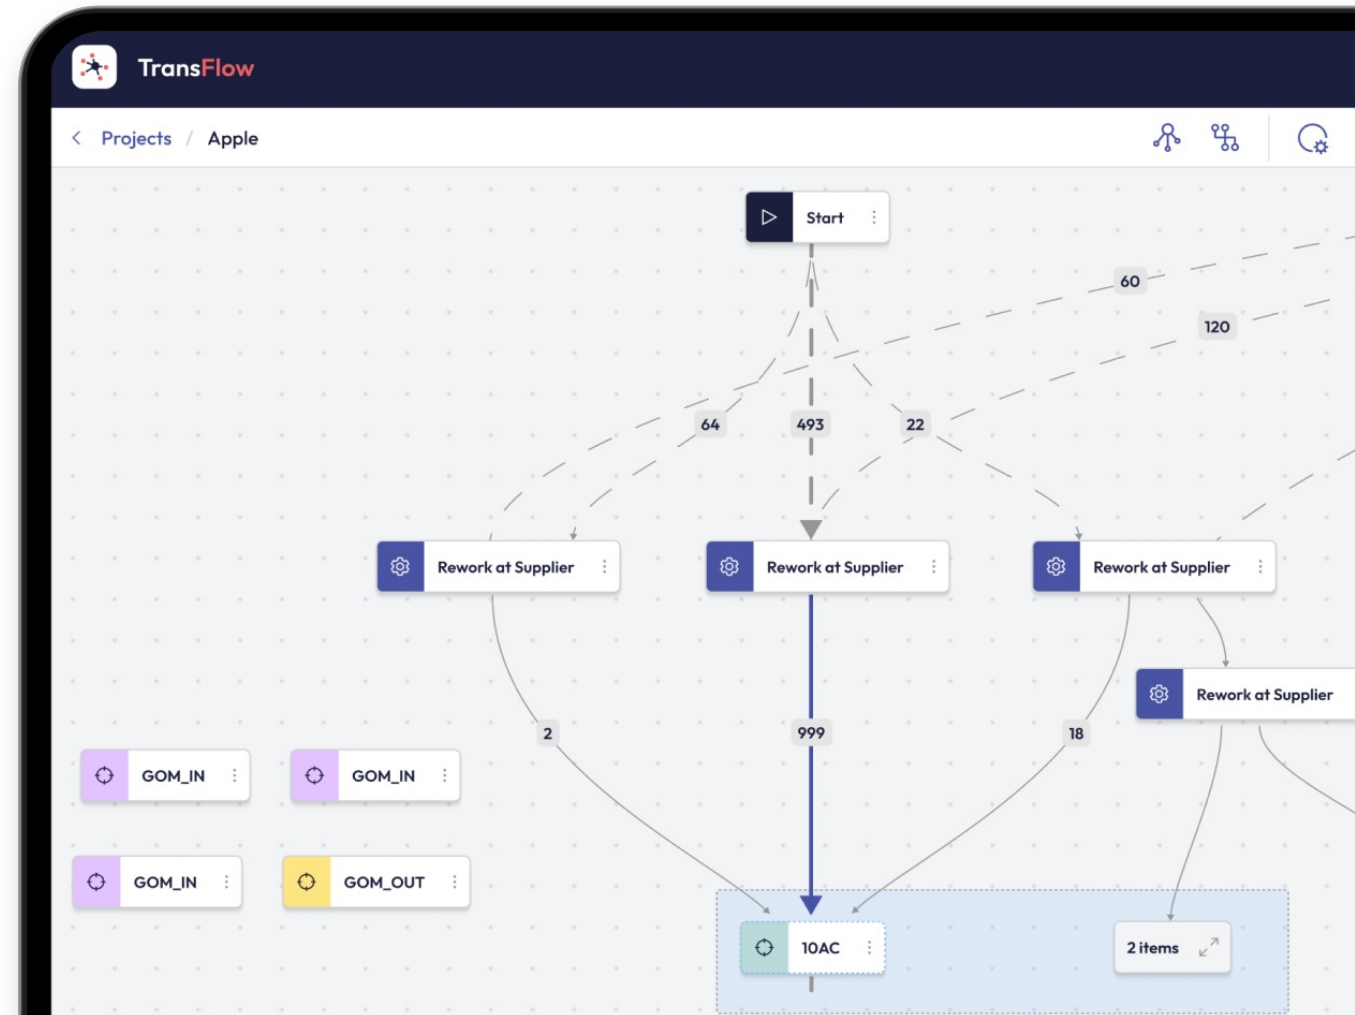 TransFlow
Projects / Apple
Start
60
120
64
493
22
Rework at Supplier
Rework at Supplier
Rework at Supplier
Rework at Supplier
2
999
18
GOM_IN
GOM_IN
GOM_IN
GOM_OUT
10AC
2 items